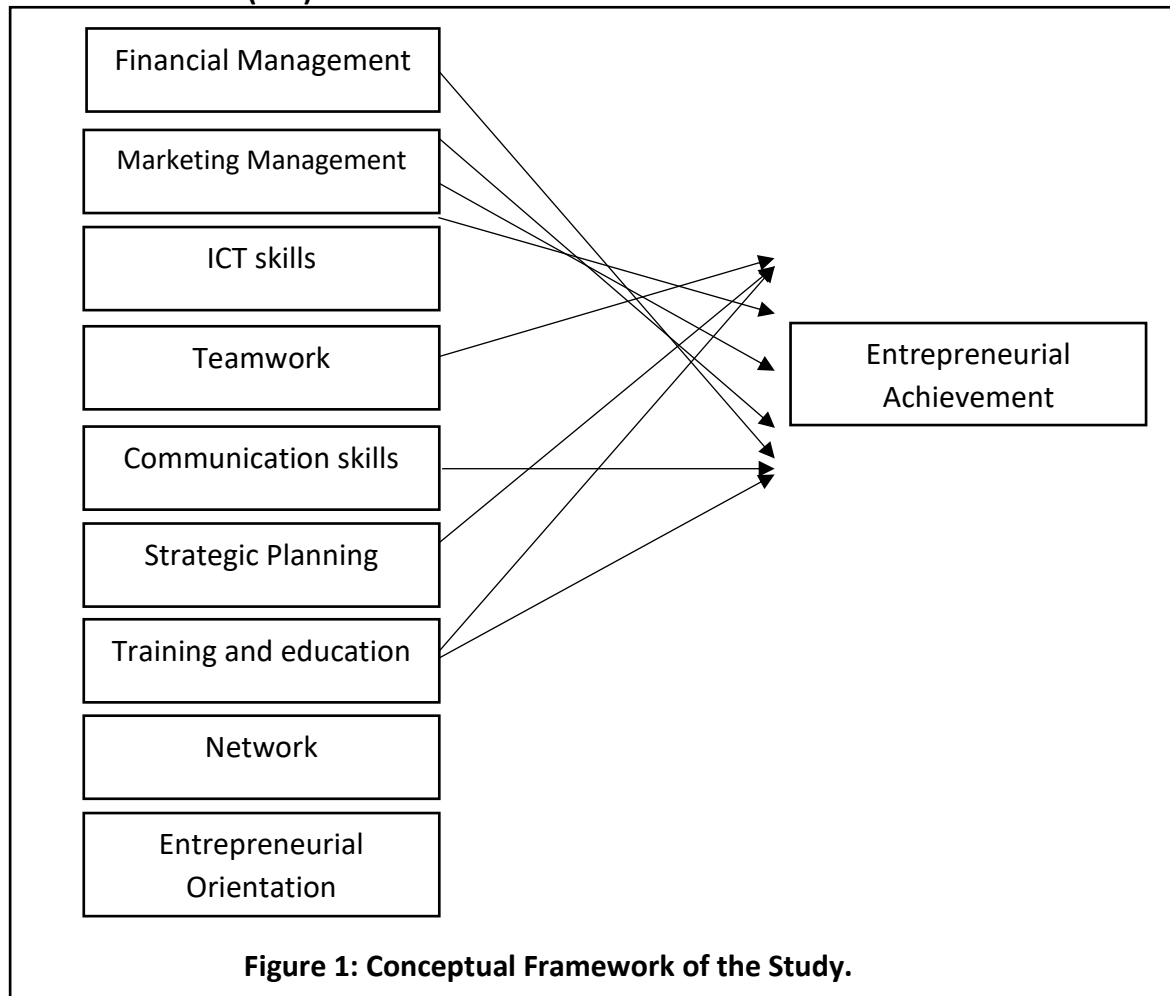 Financial Management
Marketing Management
ICT skills
Teamwork
Entrepreneurial
Achievement
Communication skills
Strategic Planning
Training and education
Network
Entrepreneurial
Orientation
Figure 1: Conceptual Framework of the Study.